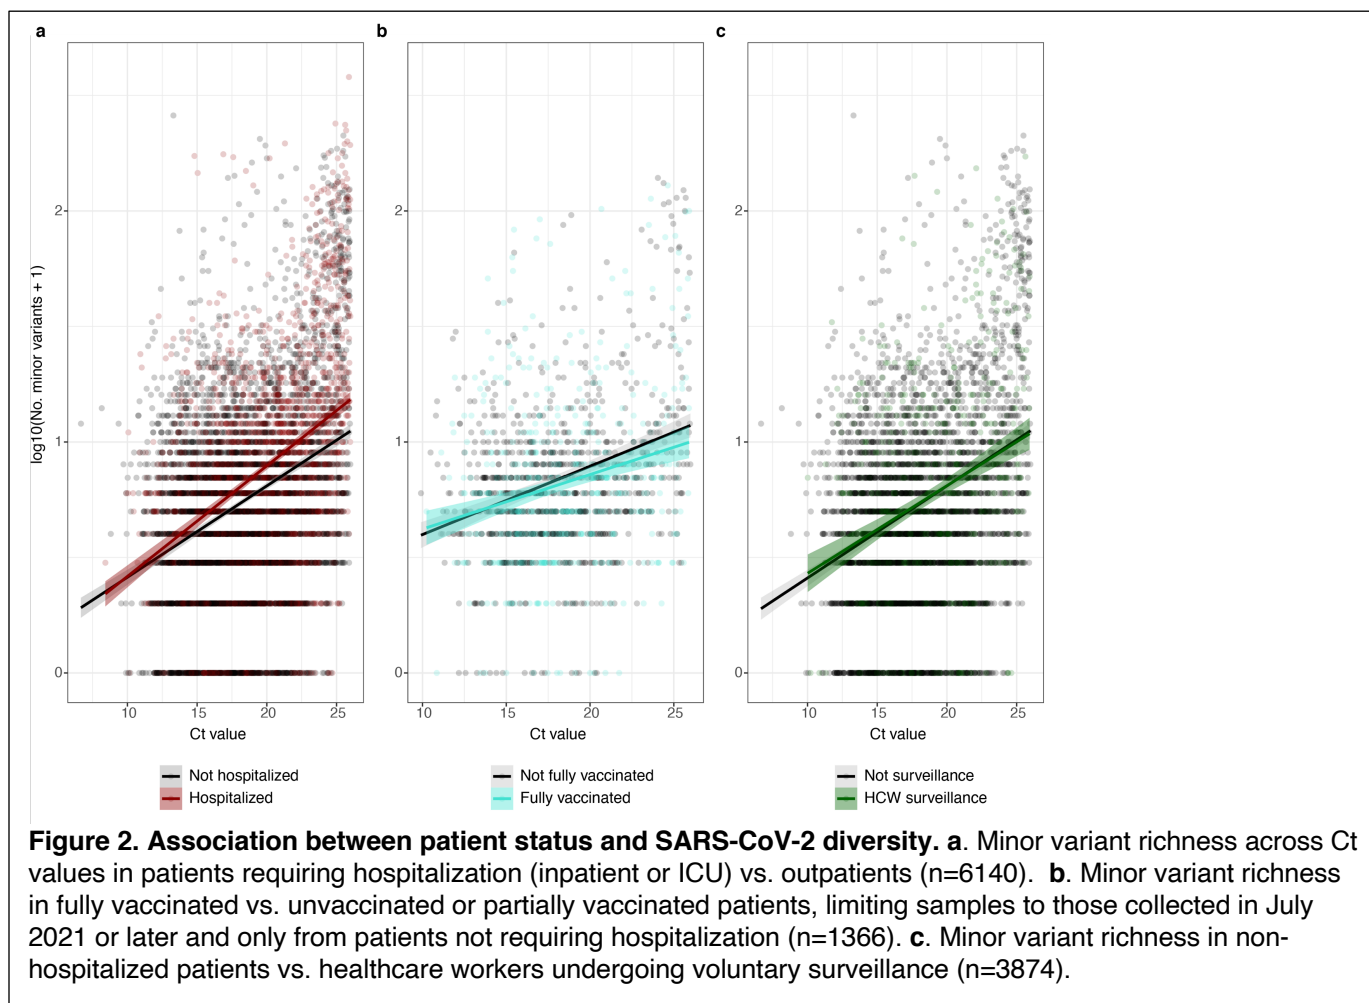 a
b
c
log10(No. minor variants + 1)
2
1
0
10
15
20
25
Ct value
2
1
0
10
15
20
25
Ct value
2
1
0
10
15
20
25
Ct value
Not hospitalized
Hospitalized
Not fully vaccinated
Fully vaccinated
Not surveillance
HCW surveillance
Figure 2. Association between patient status and SARS-CoV-2 diversity. a. Minor variant richness across Ct
values in patients requiring hospitalization (inpatient or ICU) vs. outpatients (n=6140). b. Minor variant richness
in fully vaccinated vs. unvaccinated or partially vaccinated patients, limiting samples to those collected in July
2021 or later and only from patients not requiring hospitalization (n=1366). c. Minor variant richness in non-
hospitalized patients vs. healthcare workers undergoing voluntary surveillance (n=3874).